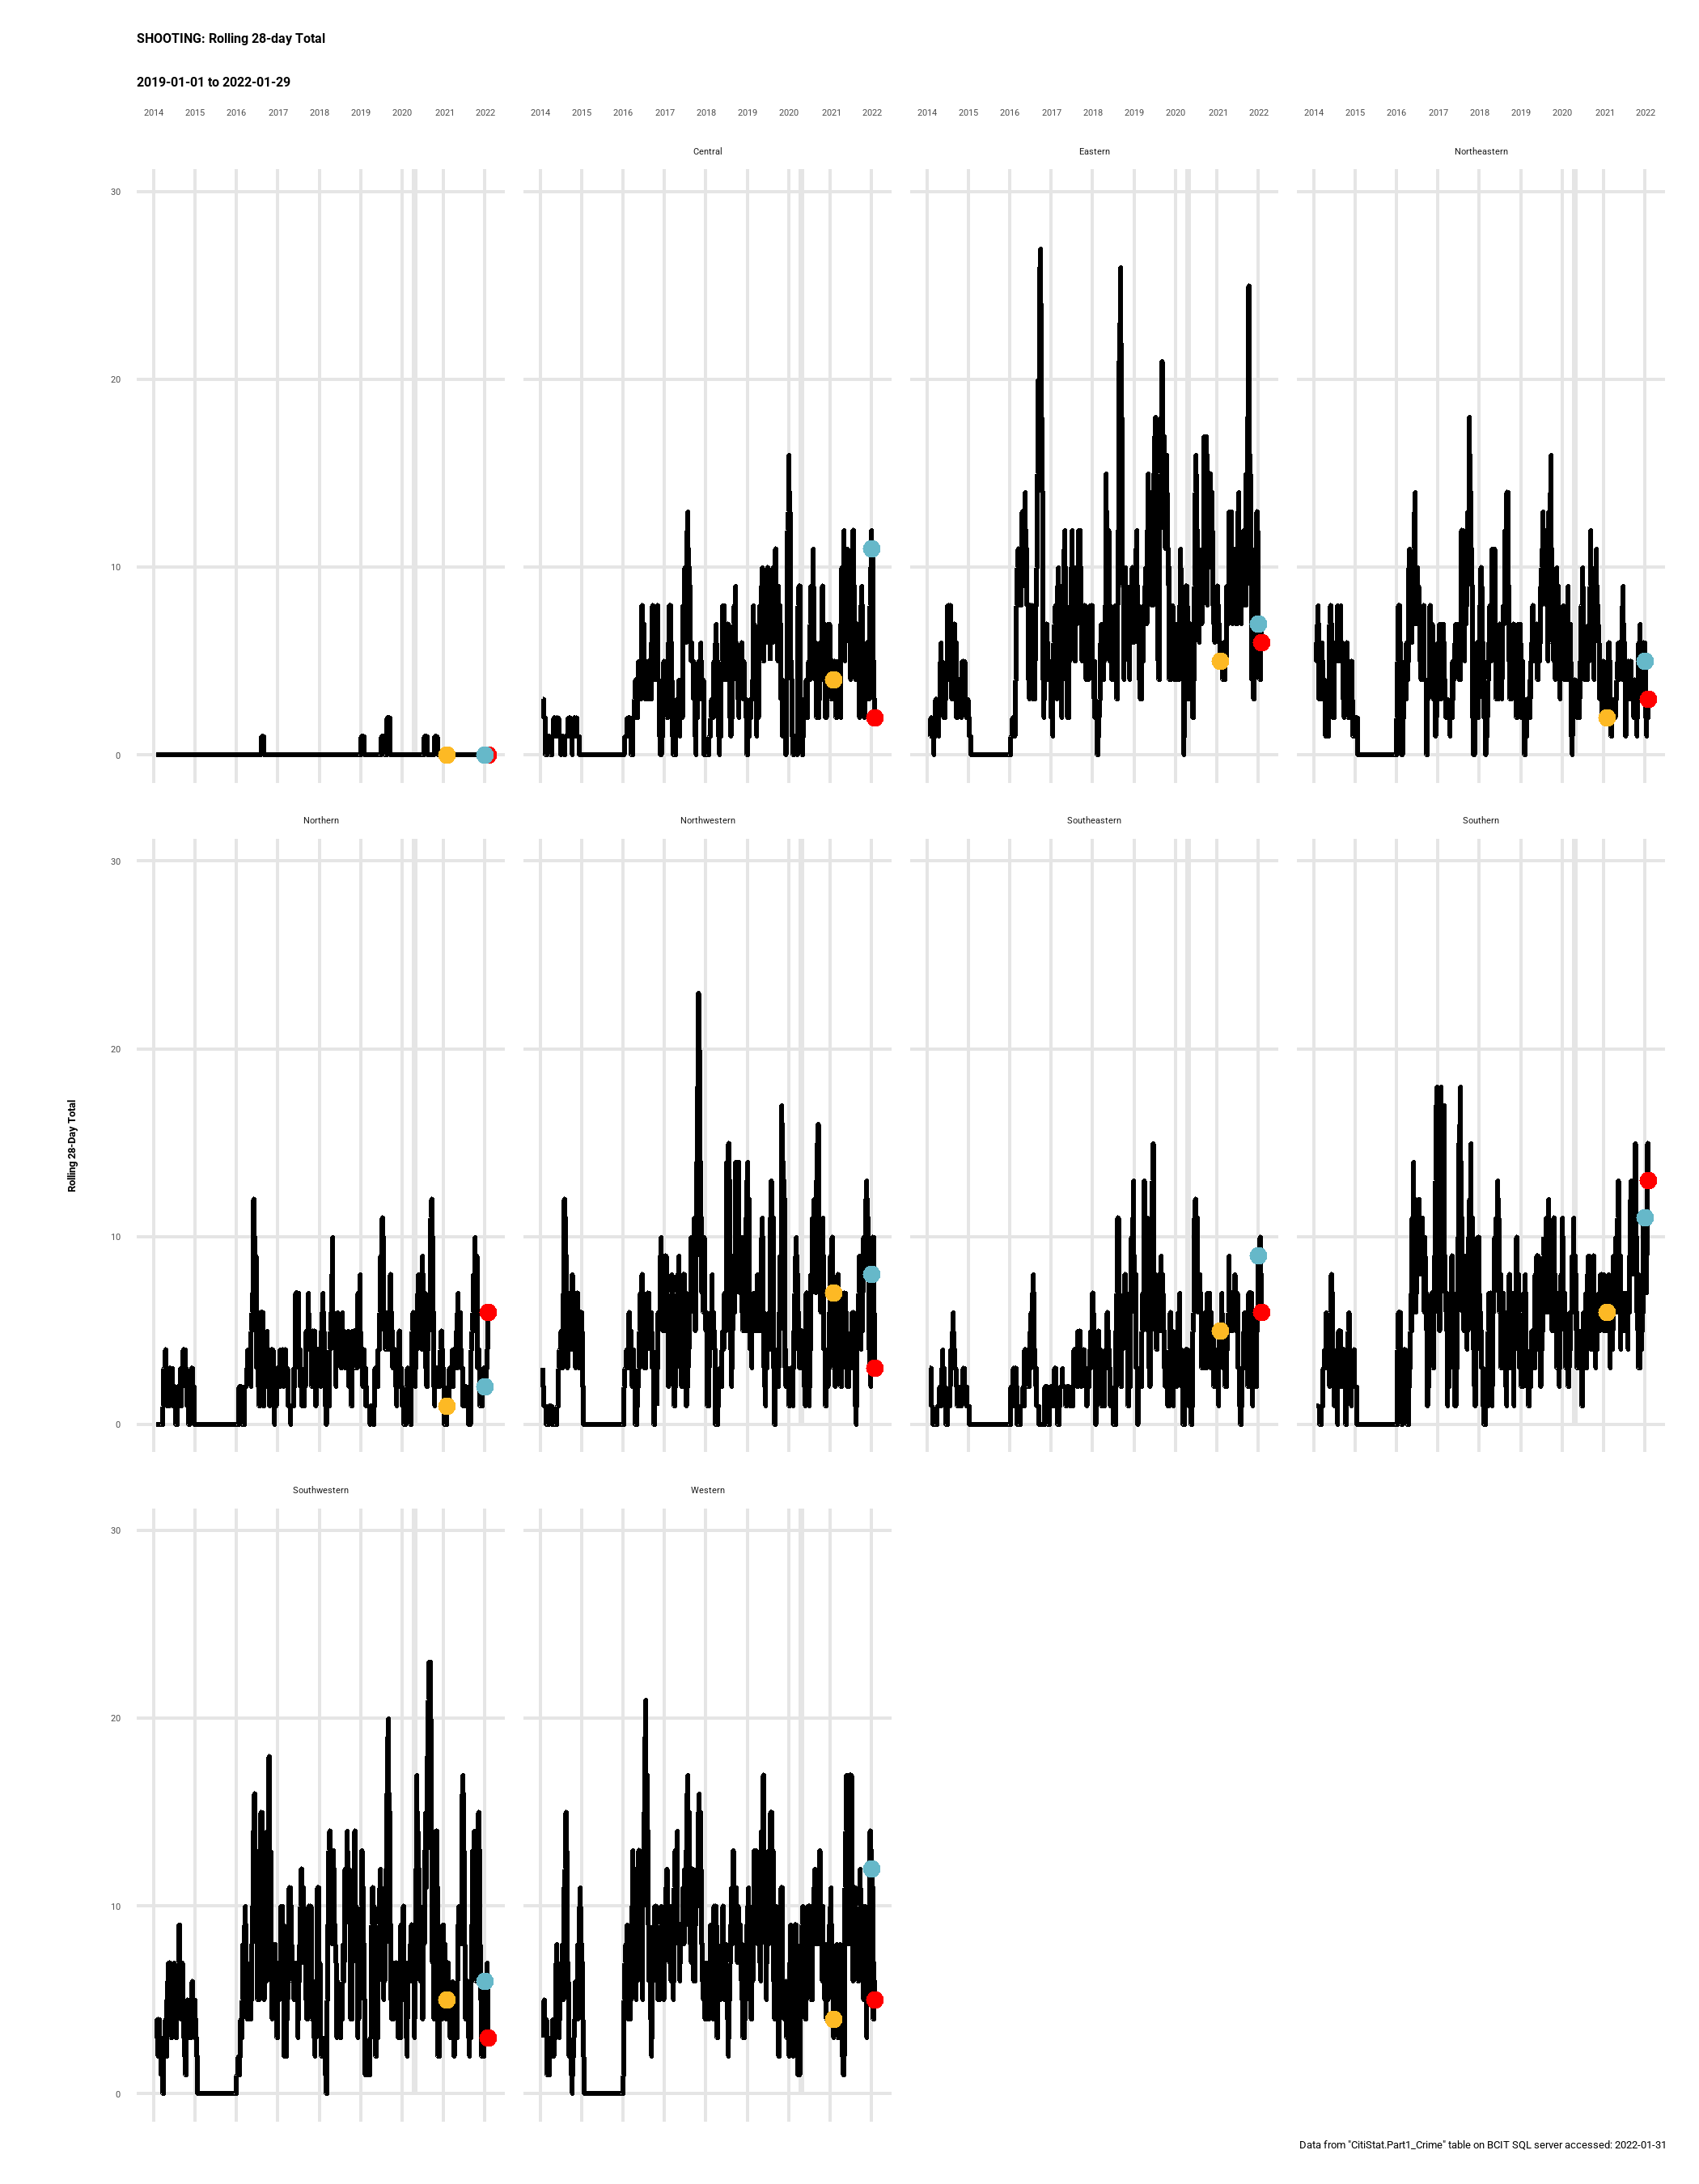 SHOOTING: Rolling 28-day Total
2019-01-01 to 2022-01-29
2014 2015 2016 2017 2018 2019 2020 2021 2022 2014 2015 2016 2017 2018 2019 2020 2021 2022 2014 2015 2016 2017 2018 2019 2020 2021 2022 2014 2015 2016 2017 2018 2019 2020 2021 2022
Central Eastern Northeastern
30
20
10
0
Northern Northwestern Southeastern Southern
30
20
10
0
Rolling 28-Day Total
Southwestern Western
30
20
10
0
Data from "CitiStat.Part1_Crime" table on BCIT SQL server accessed: 2022-01-31